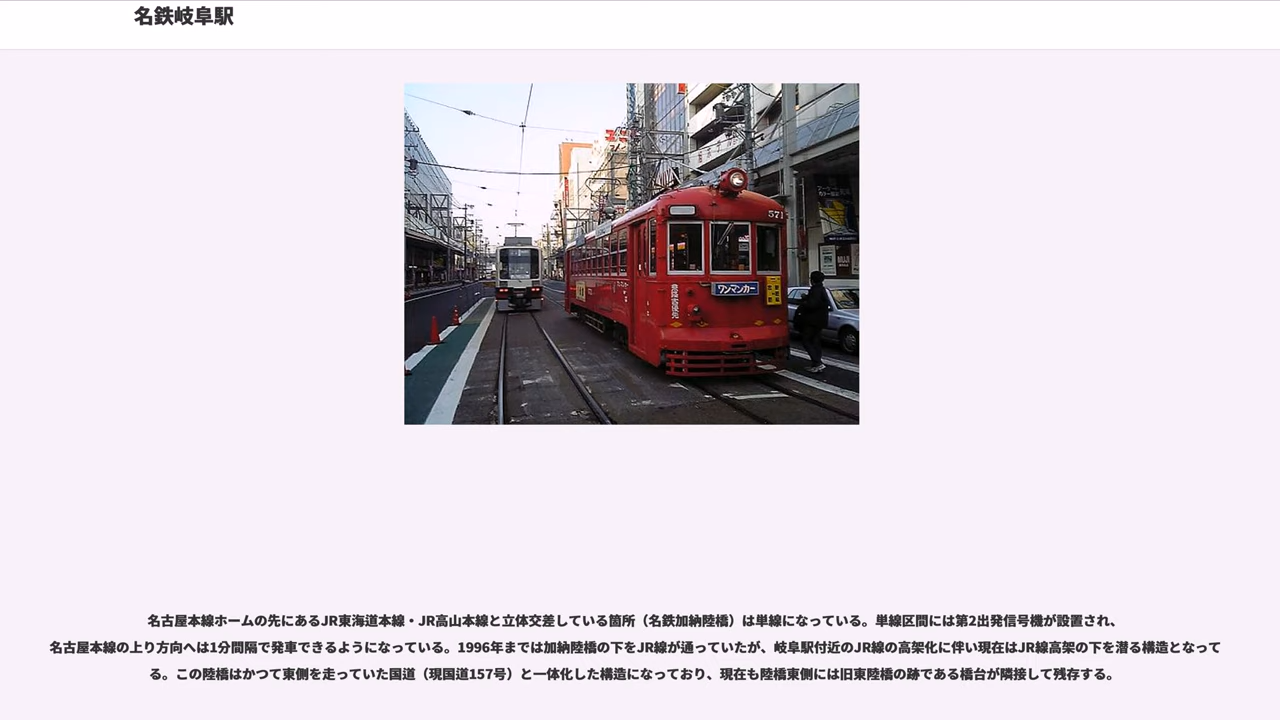 名鉄岐阜駅
571
ワンマンカー
名古屋本線ホームの先にあるJR東海道本線・JR高山本線と立体交差している箇所（名鉄加納陸橋）は単線になっている。単線区間には第2出発信号機が設置され、
名古屋本線の上り方向へは1分間隔で発車できるようになっている。1996年までは加納陸橋の下をJR線が通っていたが、岐阜駅付近のJR線の高架化に伴い現在はJR線高架の下を潜る構造となって
る。この陸橋はかつて東側を走っていた国道（現国道157号）と一体化した構造になっており、現在も陸橋東側には旧東陸橋の跡である橋台が隣接して残存する。